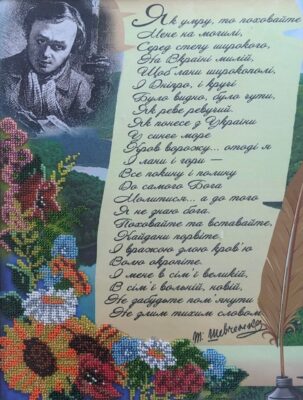 Як умру, то поховайте
Мене на могилі,
Серед степу широкого,
На Вкраїні милій,
Щоб лани широкополі,
І Дніпро, і кручі
Було видно, було чути,
Як реве ревучий.
Як понесе з України
У синєє море
Кров ворожу... отоді я
І лани і гори —
Все покину і полину
До самого Бога
Молитися... а до того
Я не знаю бога.
Поховайте та вставайте,
Кайдани порвіте.
І вражою злою кров'ю
Волю окропіте.
І мене в сім'ї великій,
В сім'ї вольній, новій,
Не забудьте пом'янути
Не злим тихим словом.
Т. Шевченко